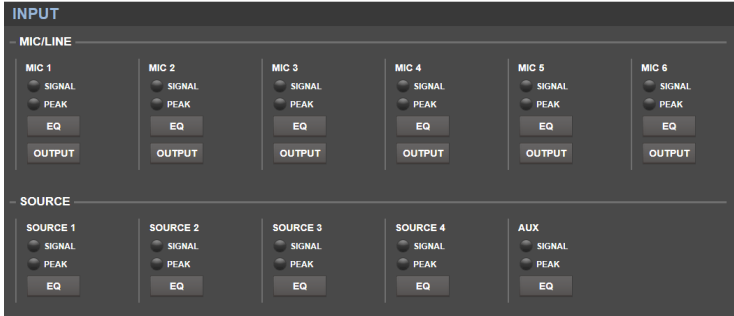 INPUT
MIC/LINE
MIC 1 MIC 2 MIC 3 MIC 4 MIC 5 MIC 6
SIGNAL SIGNAL SIGNAL SIGNAL SIGNAL SIGNAL
PEAK PEAK PEAK PEAK PEAK PEAK
EQ EQ EQ EQ EQ EQ
OUTPUT OUTPUT OUTPUT OUTPUT OUTPUT OUTPUT
SOURCE
SOURCE 1 SOURCE 2 SOURCE 3 SOURCE 4 AUX
SIGNAL SIGNAL SIGNAL SIGNAL SIGNAL
PEAK PEAK PEAK PEAK PEAK
EQ EQ EQ EQ EQ